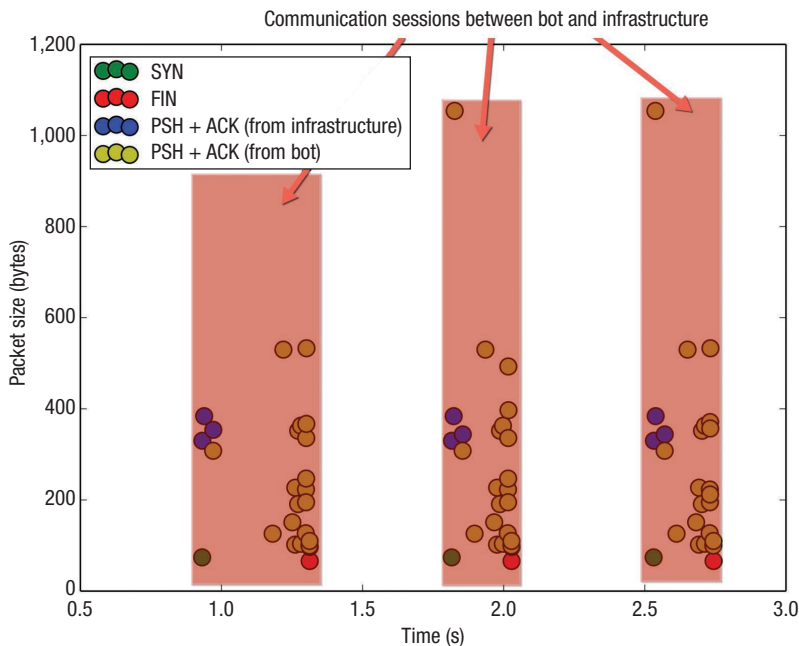 Communication sessions between bot and infrastructure
1,200
1,000
800
600
400
200
0
Packet size (bytes)
SYN
FIN
PSH + ACK (from infrastructure)
PSH + ACK (from bot)
0.5 1.0 1.5 2.0 2.5 3.0
Time (s)